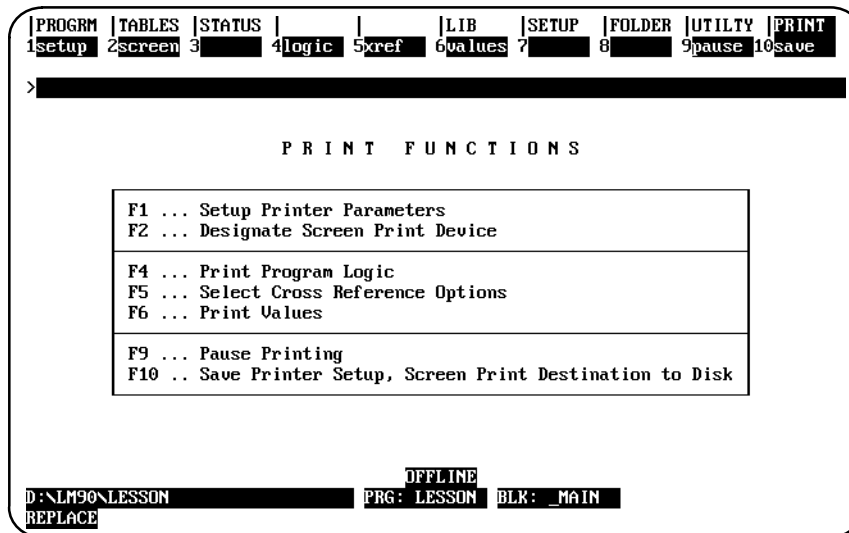 |PROGRM |TABLES |STATUS | | |LIB |SETUP |FOLDER |UTILTY |PRINT
1setup 2screen 3 4logic 5xref 6values 7 8 9pause 10save
>
P R I N T F U N C T I O N S
F1 ... Setup Printer Parameters
F2 ... Designate Screen Print Device
F4 ... Print Program Logic
F5 ... Select Cross Reference Options
F6 ... Print Values
F9 ... Pause Printing
F10 .. Save Printer Setup, Screen Print Destination to Disk
OFFLINE
D:\LM90\LESSON PRG: LESSON BLK: _MAIN
REPLACE